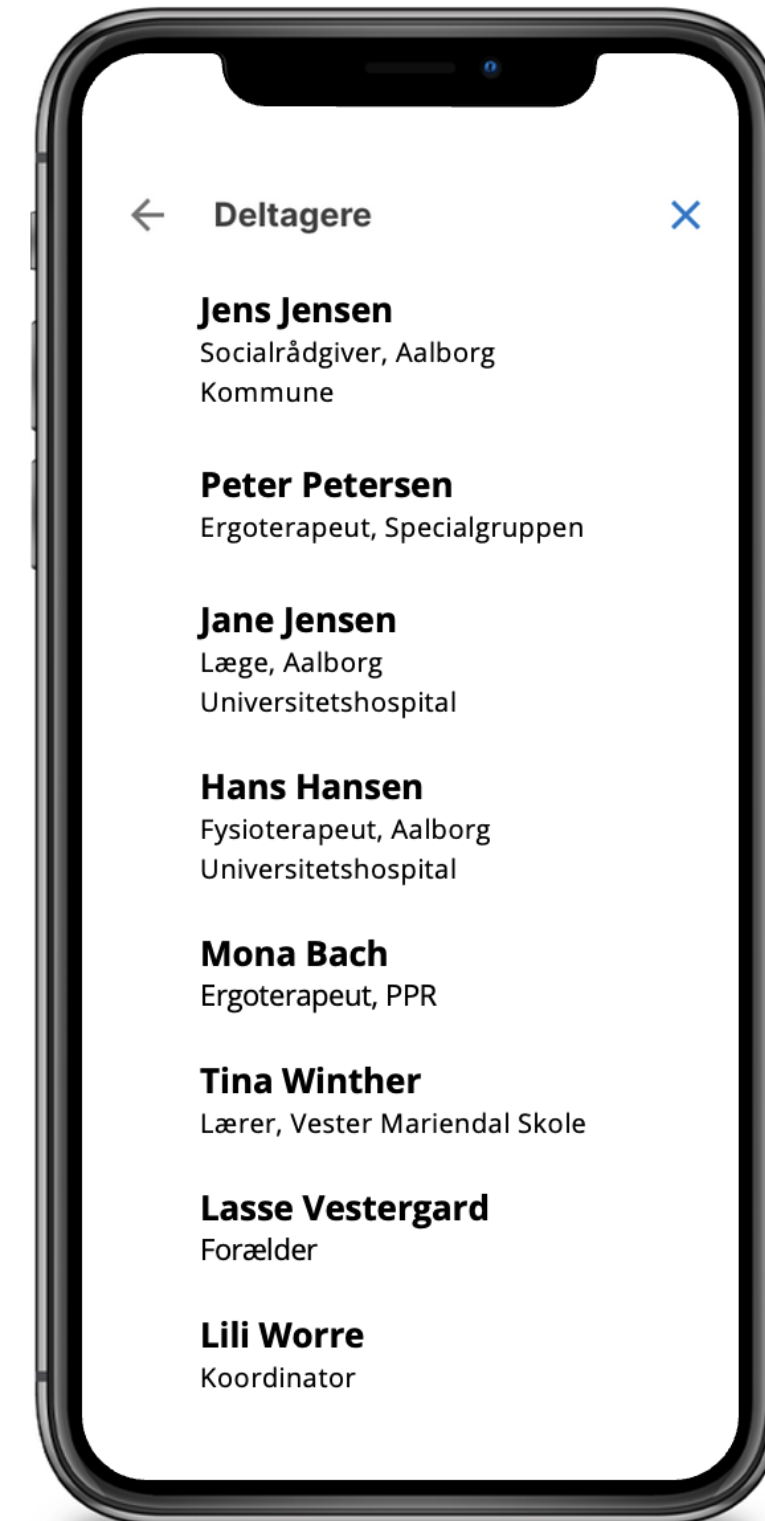 Deltagere
Jens Jensen
Socialrådgiver, Aalborg
Kommune
Peter Petersen
Ergoterapeut, Specialgruppen
Jane Jensen
Læge, Aalborg
Universitetshospital
Hans Hansen
Fysioterapeut, Aalborg
Universitetshospital
Mona Bach
Ergoterapeut, PPR
Tina Winther
Lærer, Vester Mariendal Skole
Lasse Vestergard
Forælder
Lili Worre
Koordinator